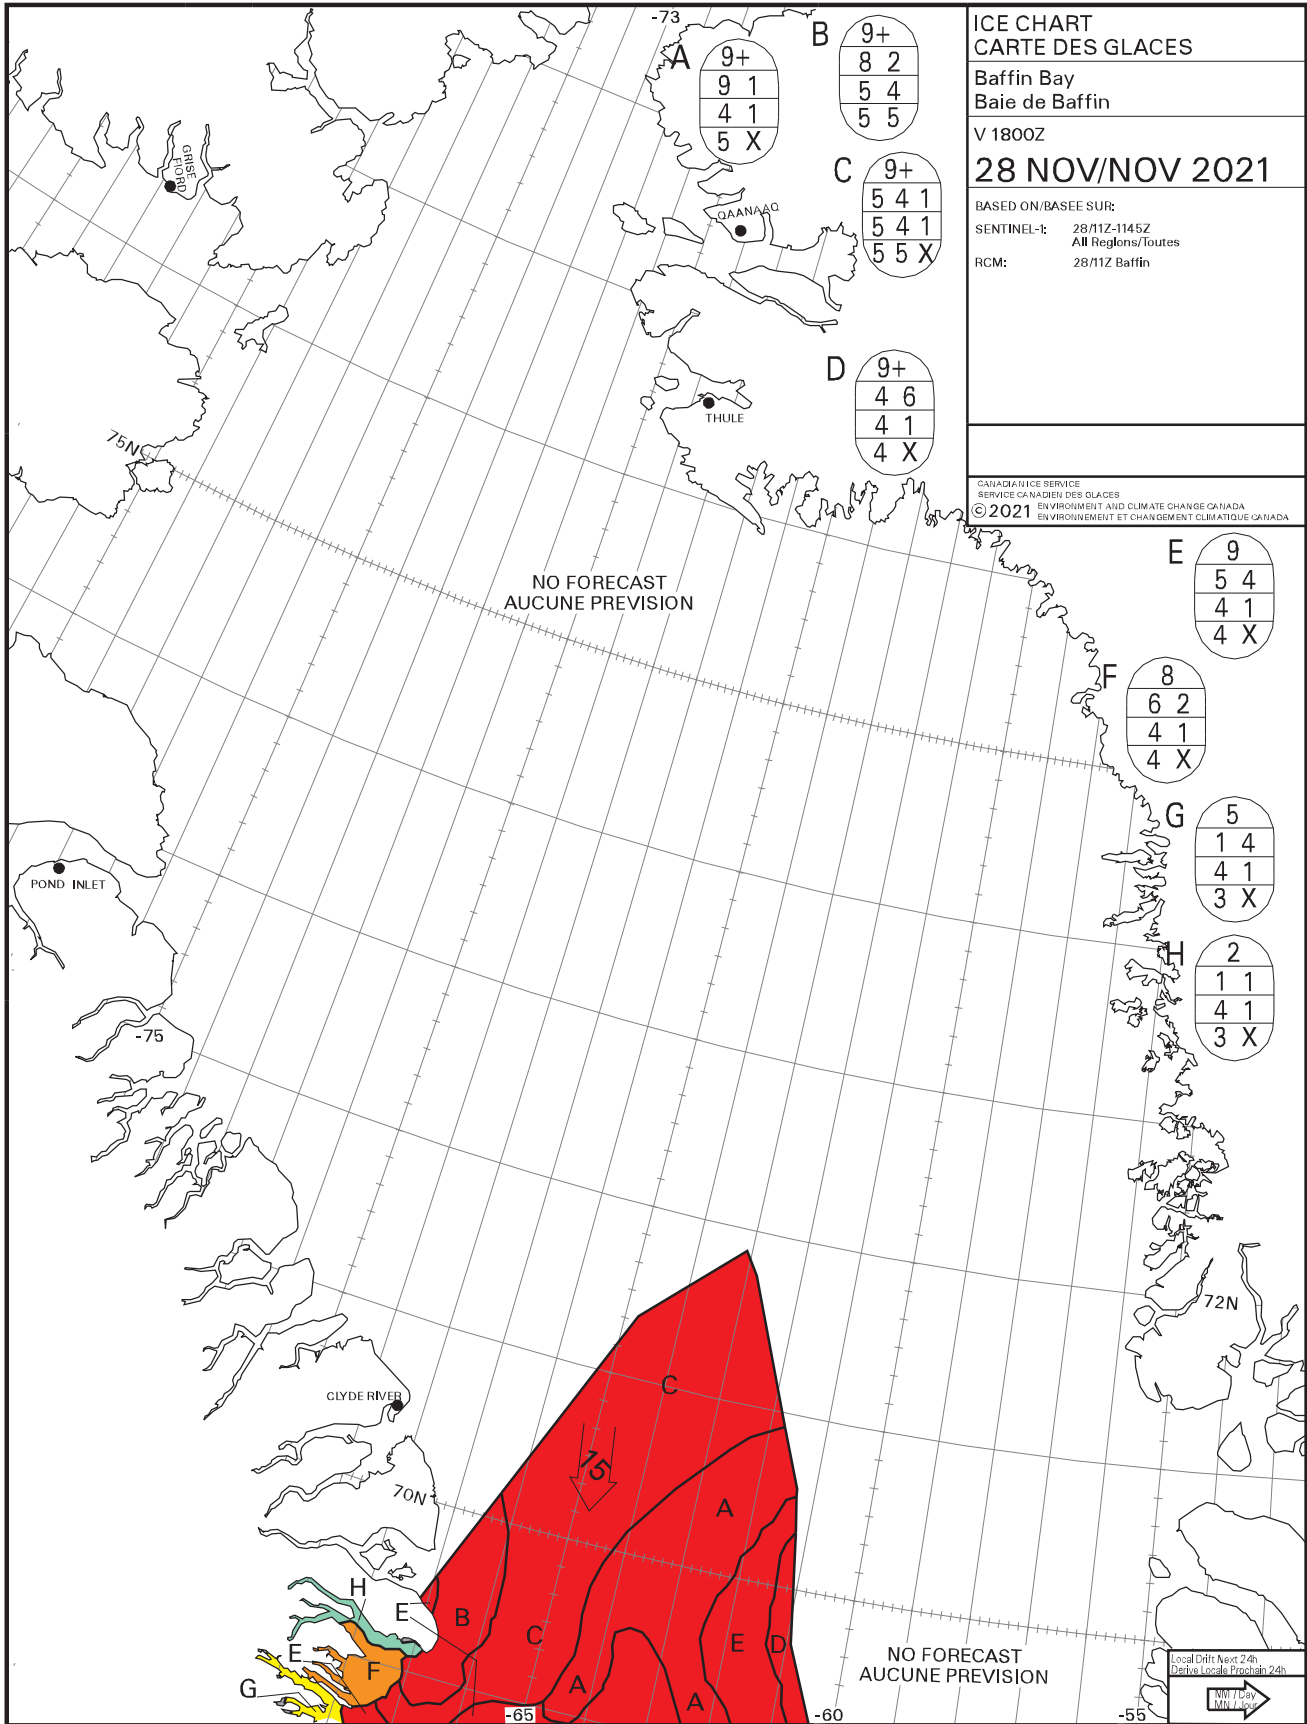 ICE CHART
CARTE DES GLACES
Baffin Bay
Baie de Baffin
V 1800Z
28 NOV/NOV 2021
BASED ON/BASEE SUR:
SENTINEL-1: 28/11Z-1145Z
All Regions/Toutes
RCM: 28/11Z Baffin
CANADIAN ICE SERVICE
SERVICE CANADIEN DES GLACES
© 2021 ENVIRONMENT AND CLIMATE CHANGE CANADA
ENVIRONNEMENT ET CHANGEMENT CLIMATIQUE CANADA
-73
A
9+
9 1
4 1
5 X
B
9+
8 2
5 4
5 5
C
9+
5 4 1
5 4 1
5 5 X
D
9+
4 6
4 1
4 X
E
9
5 4
4 1
4 X
F
8
6 2
4 1
4 X
G
5
1 4
4 1
3 X
H
2
1 1
4 1
3 X
GRISE
FIORD
QAANAAQ
THULE
75N
NO FORECAST
AUCUNE PREVISION
POND INLET
-75
72N
CLYDE RIVER
C
15
70N
A
H
E
B
C
E
D
E
F
G
A
A
NO FORECAST
AUCUNE PREVISION
-65
-60
-55
Local Drift Next 24h
Derive Locale Prochain 24h
NM / Day
MN / Jour